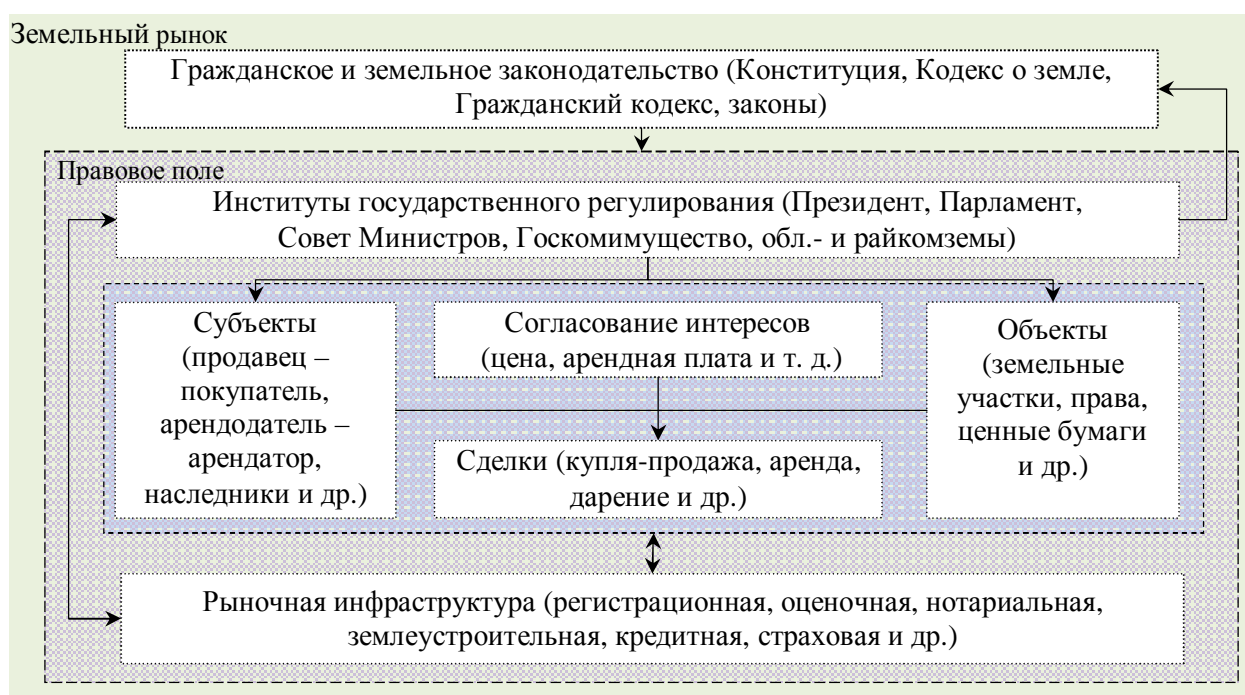 Земельный рынок
Гражданское и земельное законодательство (Конституция, Кодекс о земле,
Гражданский кодекс, законы)
Правовое поле
Институты государственного регулирования (Президент, Парламент,
Совет Министров, Госкомимущество, обл.- и райкомземы)
Субъекты
(продавец –
покупатель,
арендодатель –
арендатор,
наследники и др.)
Согласование интересов
(цена, арендная плата и т. д.)
Сделки (купля-продажа, аренда,
дарение и др.)
Объекты
(земельные
участки, права,
ценные бумаги
и др.)
Рыночная инфраструктура (регистрационная, оценочная, нотариальная,
землеустроительная, кредитная, страховая и др.)